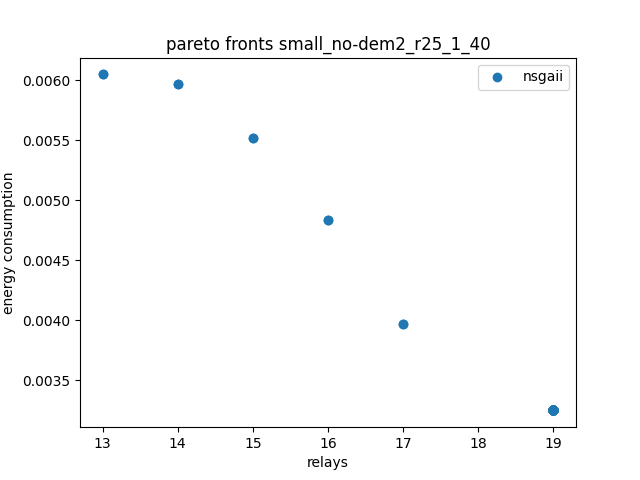 pareto fronts small_no-dem2_r25_1_40
nsgaii
0.0060
0.0055
0.0050
0.0045
0.0040
0.0035
energy consumption
13 14 15 16 17 18 19
relays